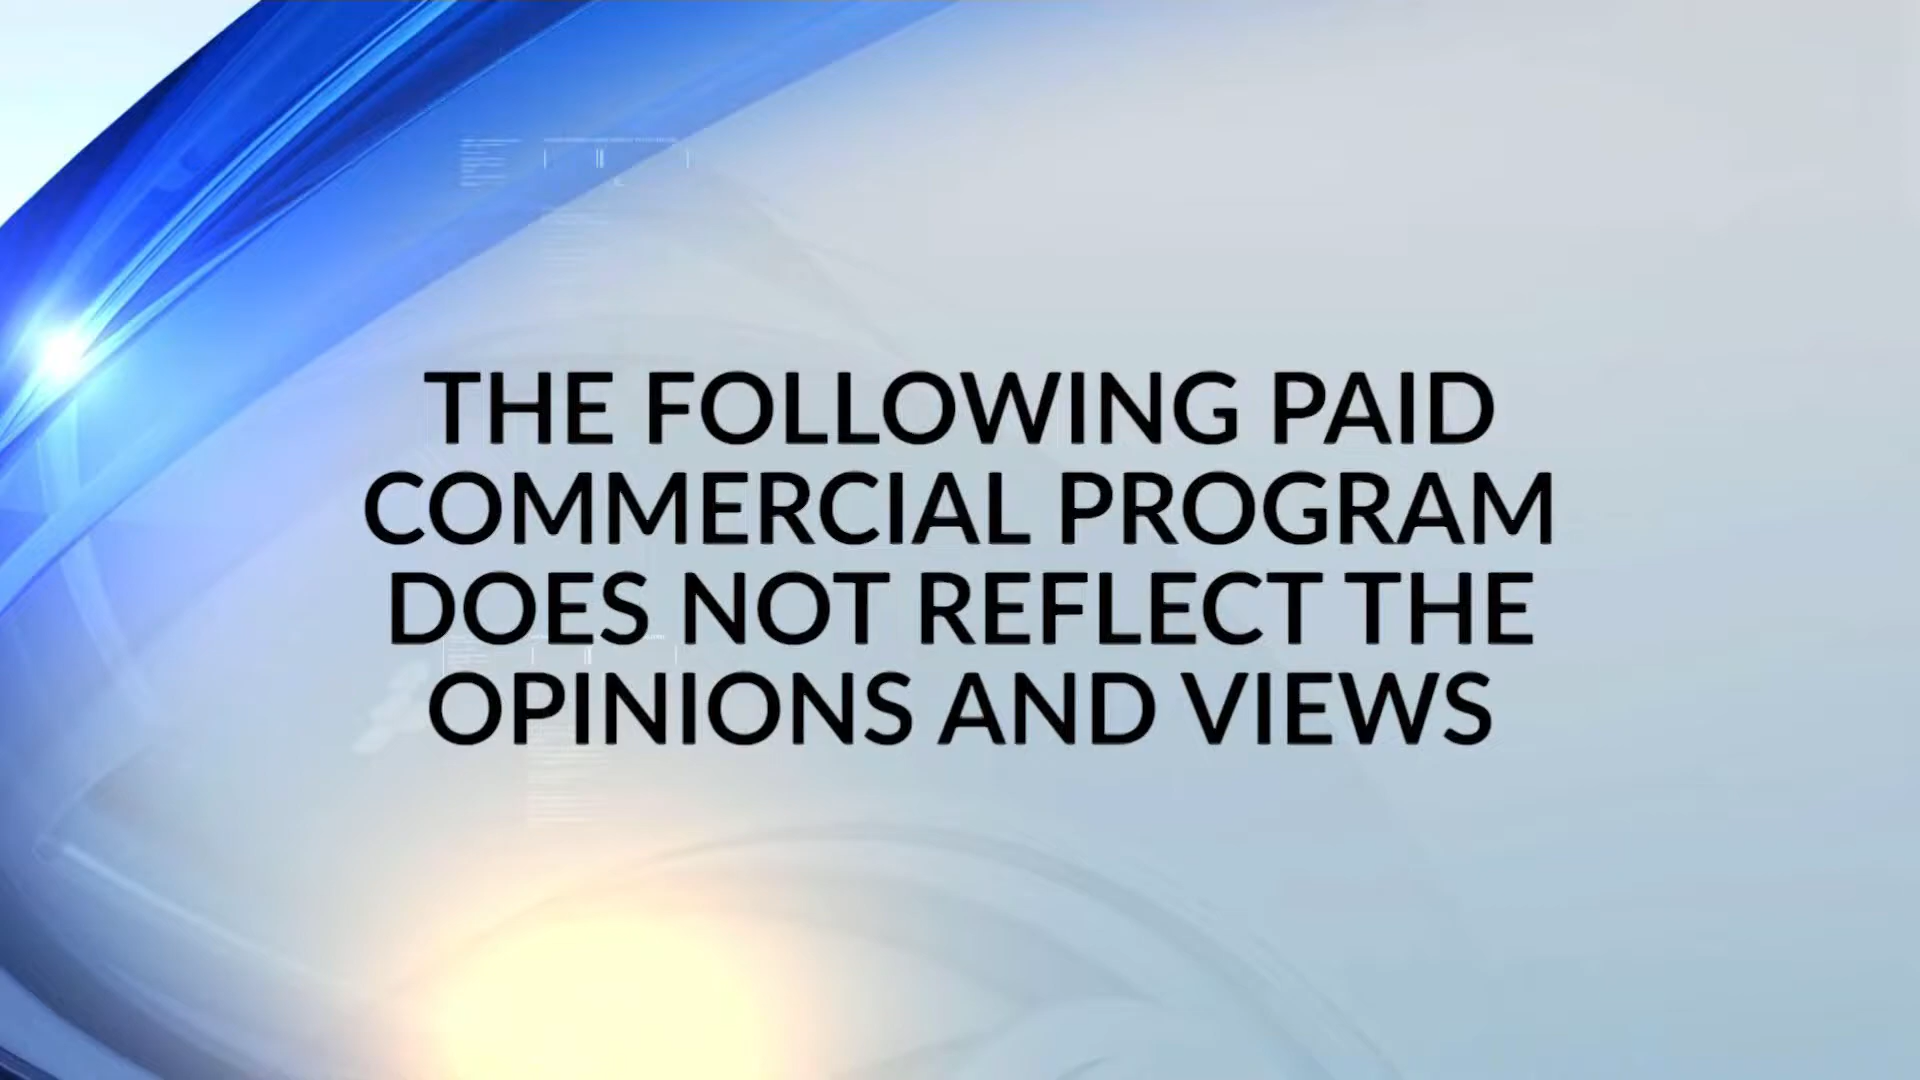 THE FOLLOWING PAID
COMMERCIAL PROGRAM
DOES NOT REFLECT THE
OPINIONS AND VIEWS